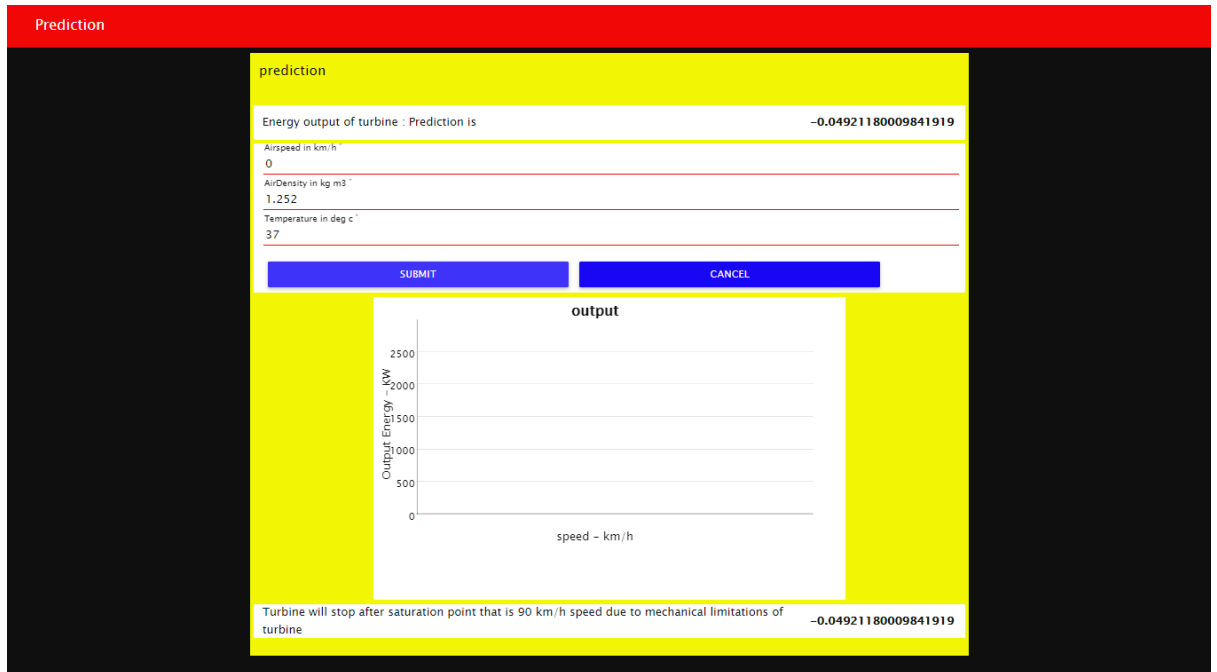 Prediction
prediction
Energy output of turbine : Prediction is -0.04921180009841919
Airspeed in km/h *
0
AirDensity in kg m3 *
1.252
Temperature in deg c *
37
SUBMIT CANCEL
output
Output Energy - KW
2500
2000
1500
1000
500
0
speed - km/h
Turbine will stop after saturation point that is 90 km/h speed due to mechanical limitations of
turbine
-0.04921180009841919